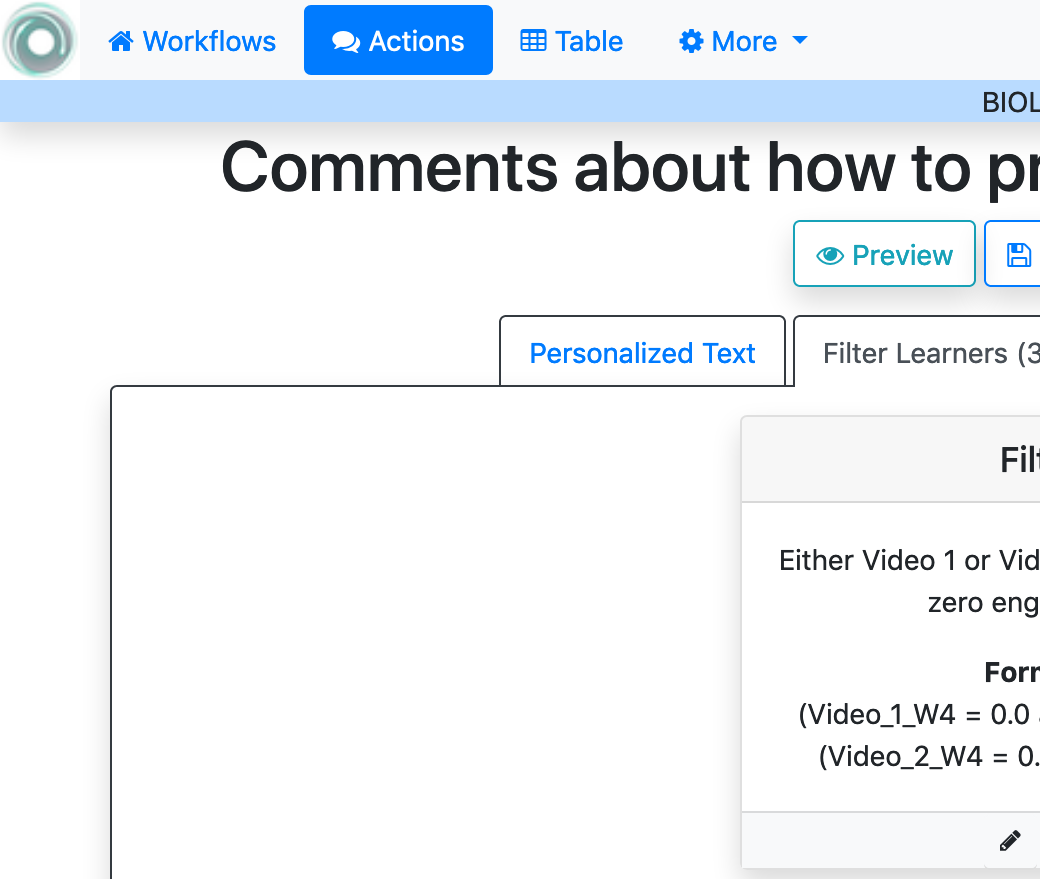 Workflows Actions Table More
BIOL
Comments about how to pr
Preview
Personalized Text Filter Learners (3
Filt
Either Video 1 or Vid
zero eng
Form
(Video_1_W4 = 0.0
(Video_2_W4 = 0.